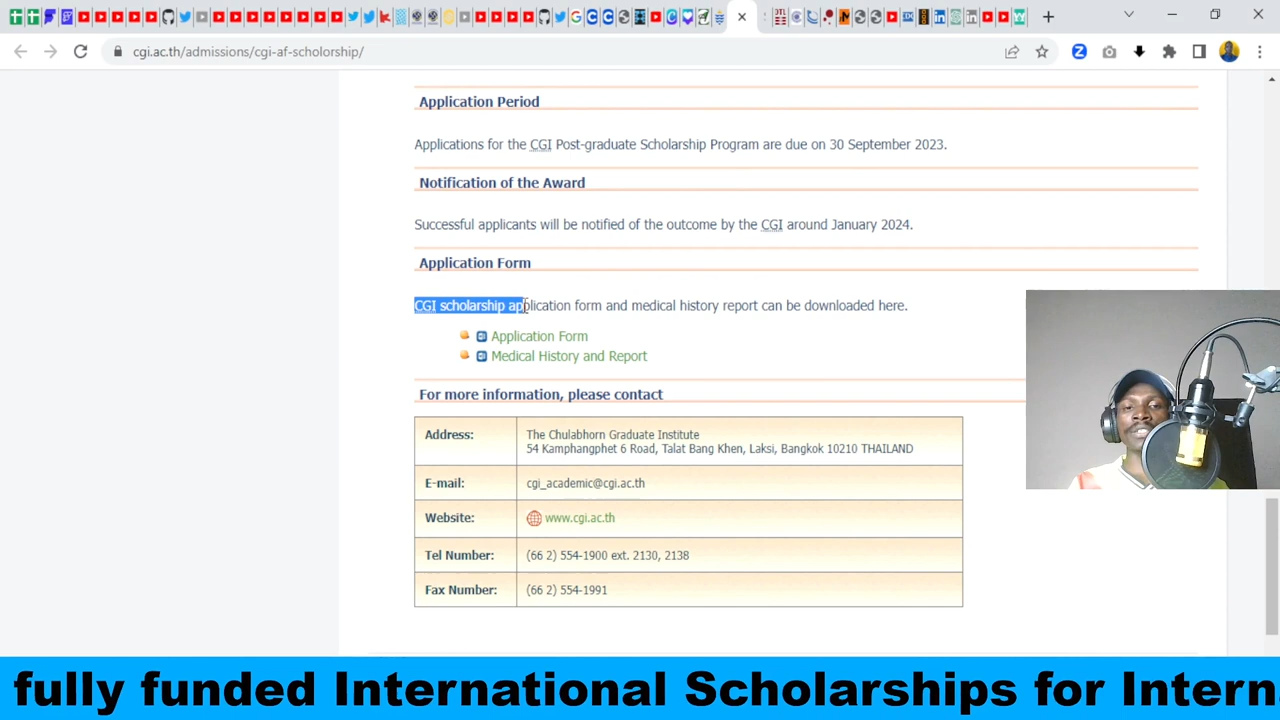 cgi.ac.th/admissions/cgi-af-scholorship/
Application Period
Applications for the CGI Post-graduate Scholarship Program are due on 30 September 2023.
Notification of the Award
Successful applicants will be notified of the outcome by the CGI around January 2024.
Application Form
CGI scholarship application form and medical history report can be downloaded here.
Application Form
Medical History and Report
For more information, please contact
Address: The Chulabhorn Graduate Institute
54 Kamphangphet 6 Road, Talat Bang Khen, Laksi, Bangkok 10210 THAILAND
E-mail: cgi_academic@cgi.ac.th
Website: www.cgi.ac.th
Tel Number: (66 2) 554-1900 ext. 2130, 2138
Fax Number: (66 2) 554-1991
fully funded International Scholarships for Intern